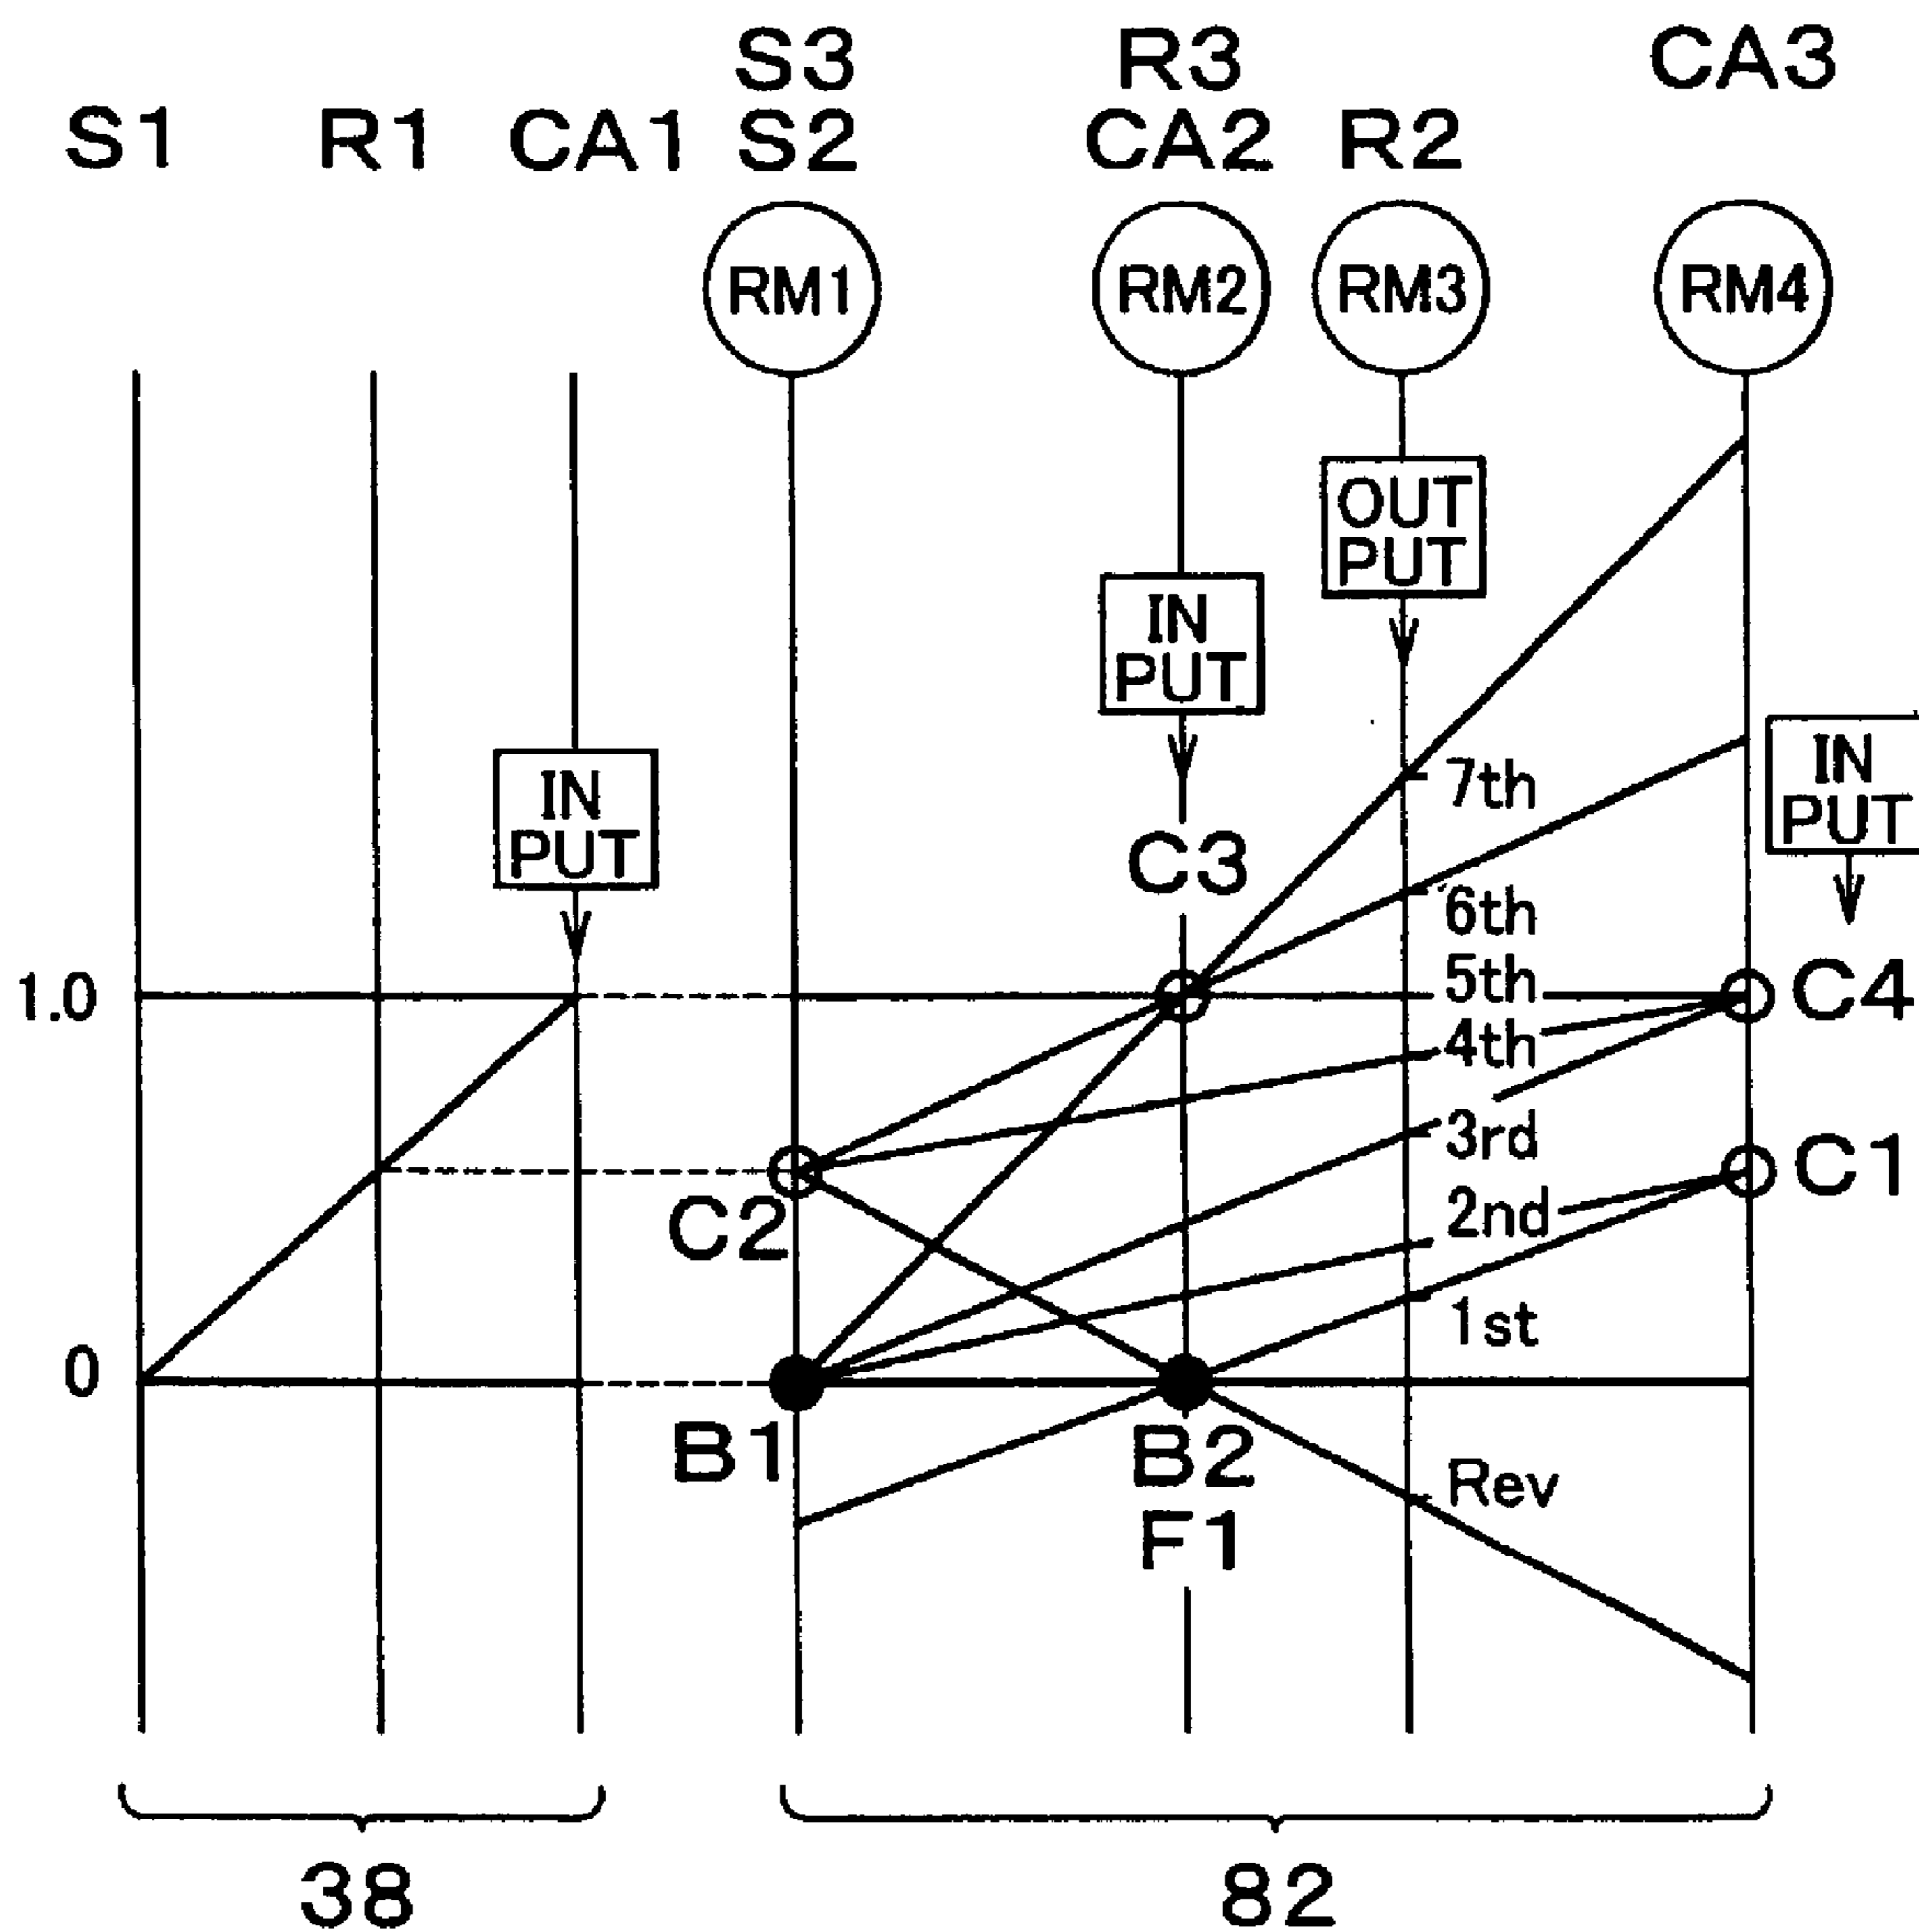 S3 R3 CA3
S1 R1 CA1 S2 CA2 R2
RM1 RM2 RM3 RM4
OUT
PUT
IN
PUT
IN
PUT
IN
PUT
7th
C3
6th
1.0
5th
C4
4th
3rd
C1
2nd
C2
1st
0
B1
B2
Rev
F1
38 82